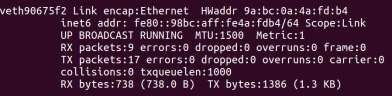 veth90675f2 Link encap:Ethernet  HWaddr 9a:bc:0a:4a:fd:b4
inet6 addr: fe80::98bc:aff:fe4a:fdb4/64 Scope:Link
UP BROADCAST RUNNING  MTU:1500  Metric:1
RX packets:9 errors:0 dropped:0 overruns:0 frame:0
TX packets:17 errors:0 dropped:0 overruns:0 carrier:0
collisions:0 txqueuelen:1000
RX bytes:738 (738.0 B)  TX bytes:1386 (1.3 KB)